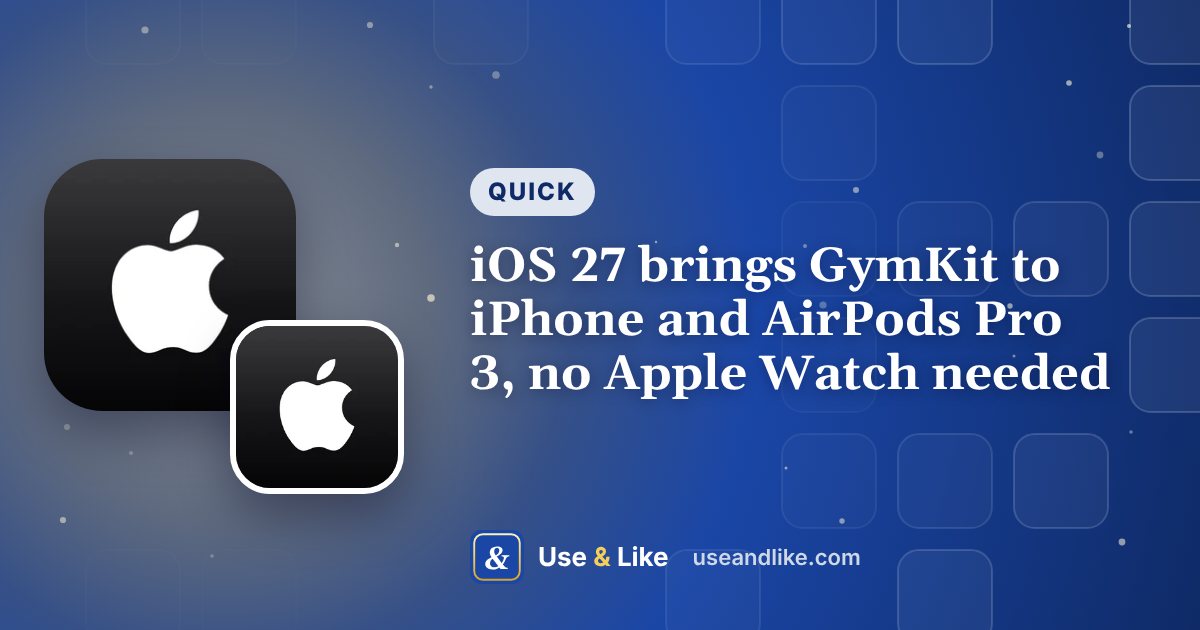 QUICK
iOS 27 brings GymKit to
iPhone and AirPods Pro
3, no Apple Watch needed
& Use & Like useandlike.com